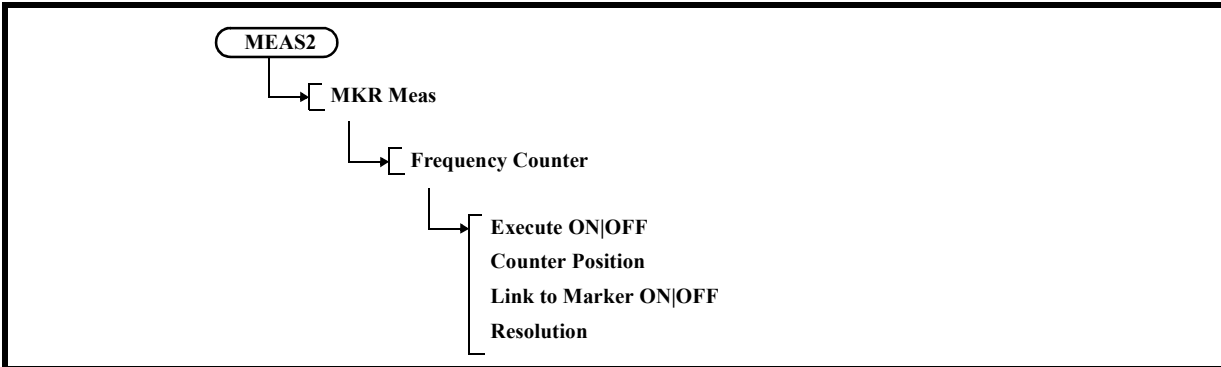 MEAS2
MKR Meas
Frequency Counter
Execute ON|OFF
Counter Position
Link to Marker ON|OFF
Resolution